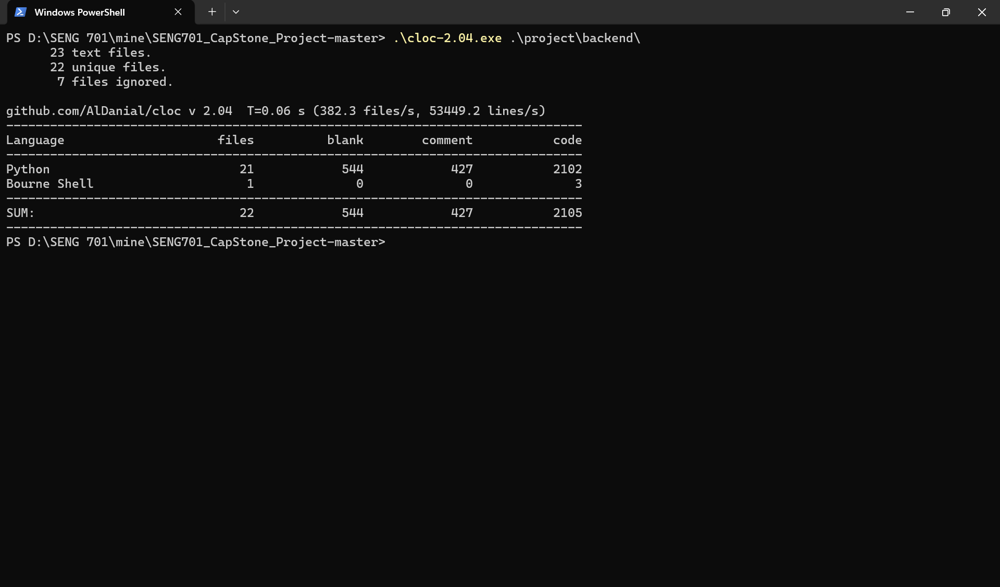 Windows PowerShell
PS D:\SENG 701\mine\SENG701_CapStone_Project-master> .\cloc-2.04.exe .\project\backend\
      23 text files.
      22 unique files.
       7 files ignored.

github.com/AlDanial/cloc v 2.04  T=0.06 s (382.3 files/s, 53449.2 lines/s)
-------------------------------------------------------------------------------
Language                     files          blank        comment           code
-------------------------------------------------------------------------------
Python                          21            544            427           2102
Bourne Shell                     1              0              0              3
-------------------------------------------------------------------------------
SUM:                            22            544            427           2105
-------------------------------------------------------------------------------
PS D:\SENG 701\mine\SENG701_CapStone_Project-master>